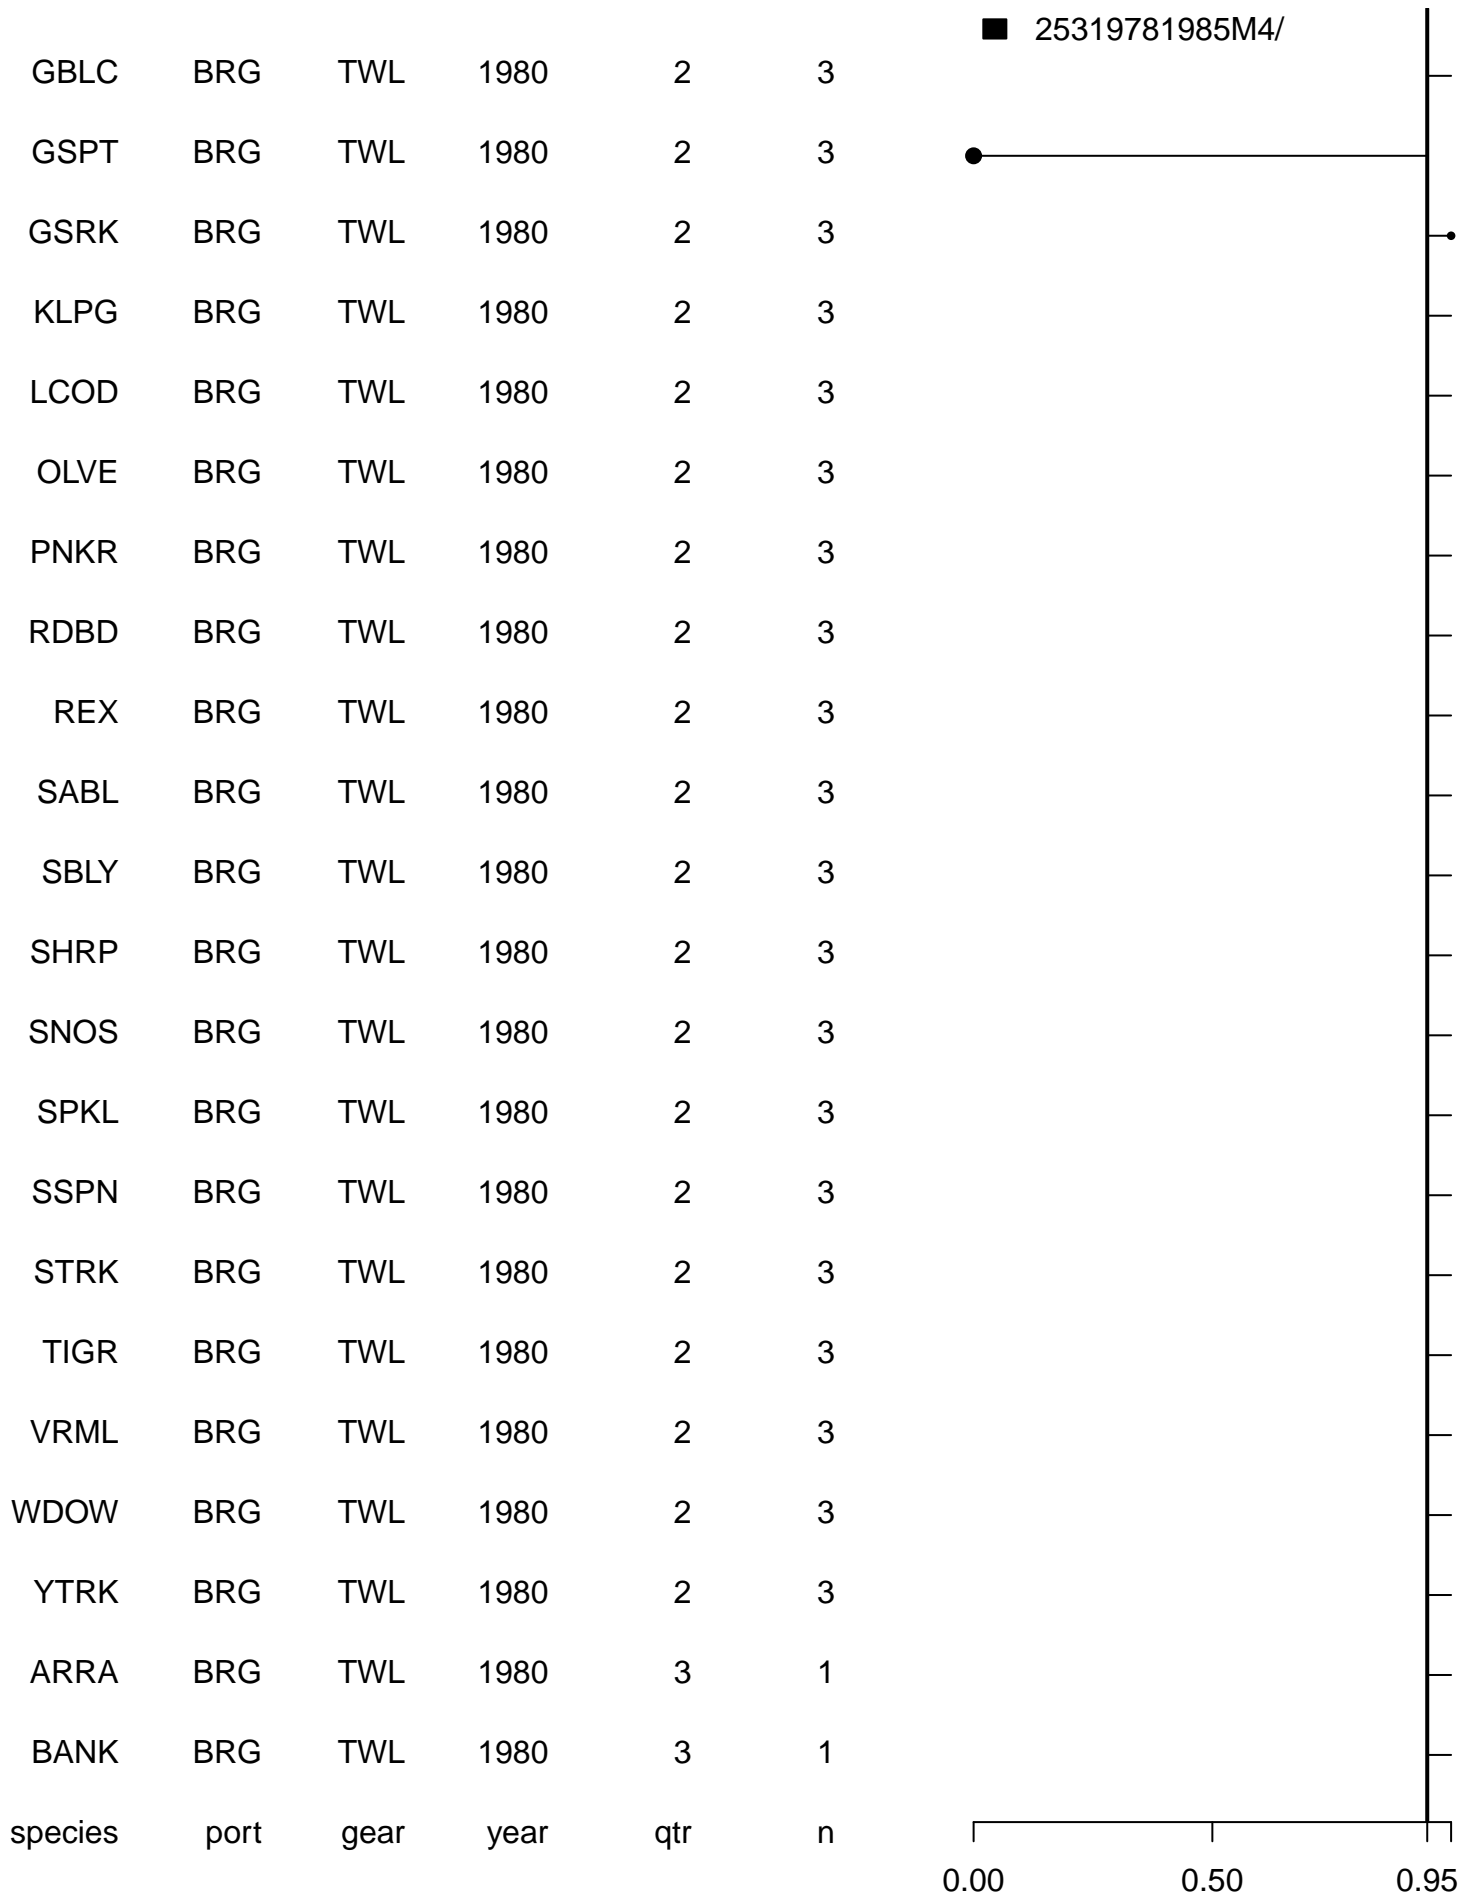 25319781985M4/
GBLC BRG TWL 1980 2 3
GSPT BRG TWL 1980 2 3
GSRK BRG TWL 1980 2 3
KLPG BRG TWL 1980 2 3
LCOD BRG TWL 1980 2 3
OLVE BRG TWL 1980 2 3
PNKR BRG TWL 1980 2 3
RDBD BRG TWL 1980 2 3
REX BRG TWL 1980 2 3
SABL BRG TWL 1980 2 3
SBLY BRG TWL 1980 2 3
SHRP BRG TWL 1980 2 3
SNOS BRG TWL 1980 2 3
SPKL BRG TWL 1980 2 3
SSPN BRG TWL 1980 2 3
STRK BRG TWL 1980 2 3
TIGR BRG TWL 1980 2 3
VRML BRG TWL 1980 2 3
WDOW BRG TWL 1980 2 3
YTRK BRG TWL 1980 2 3
ARRA BRG TWL 1980 3 1
BANK BRG TWL 1980 3 1
species port gear year qtr n
0.00 0.50 0.95